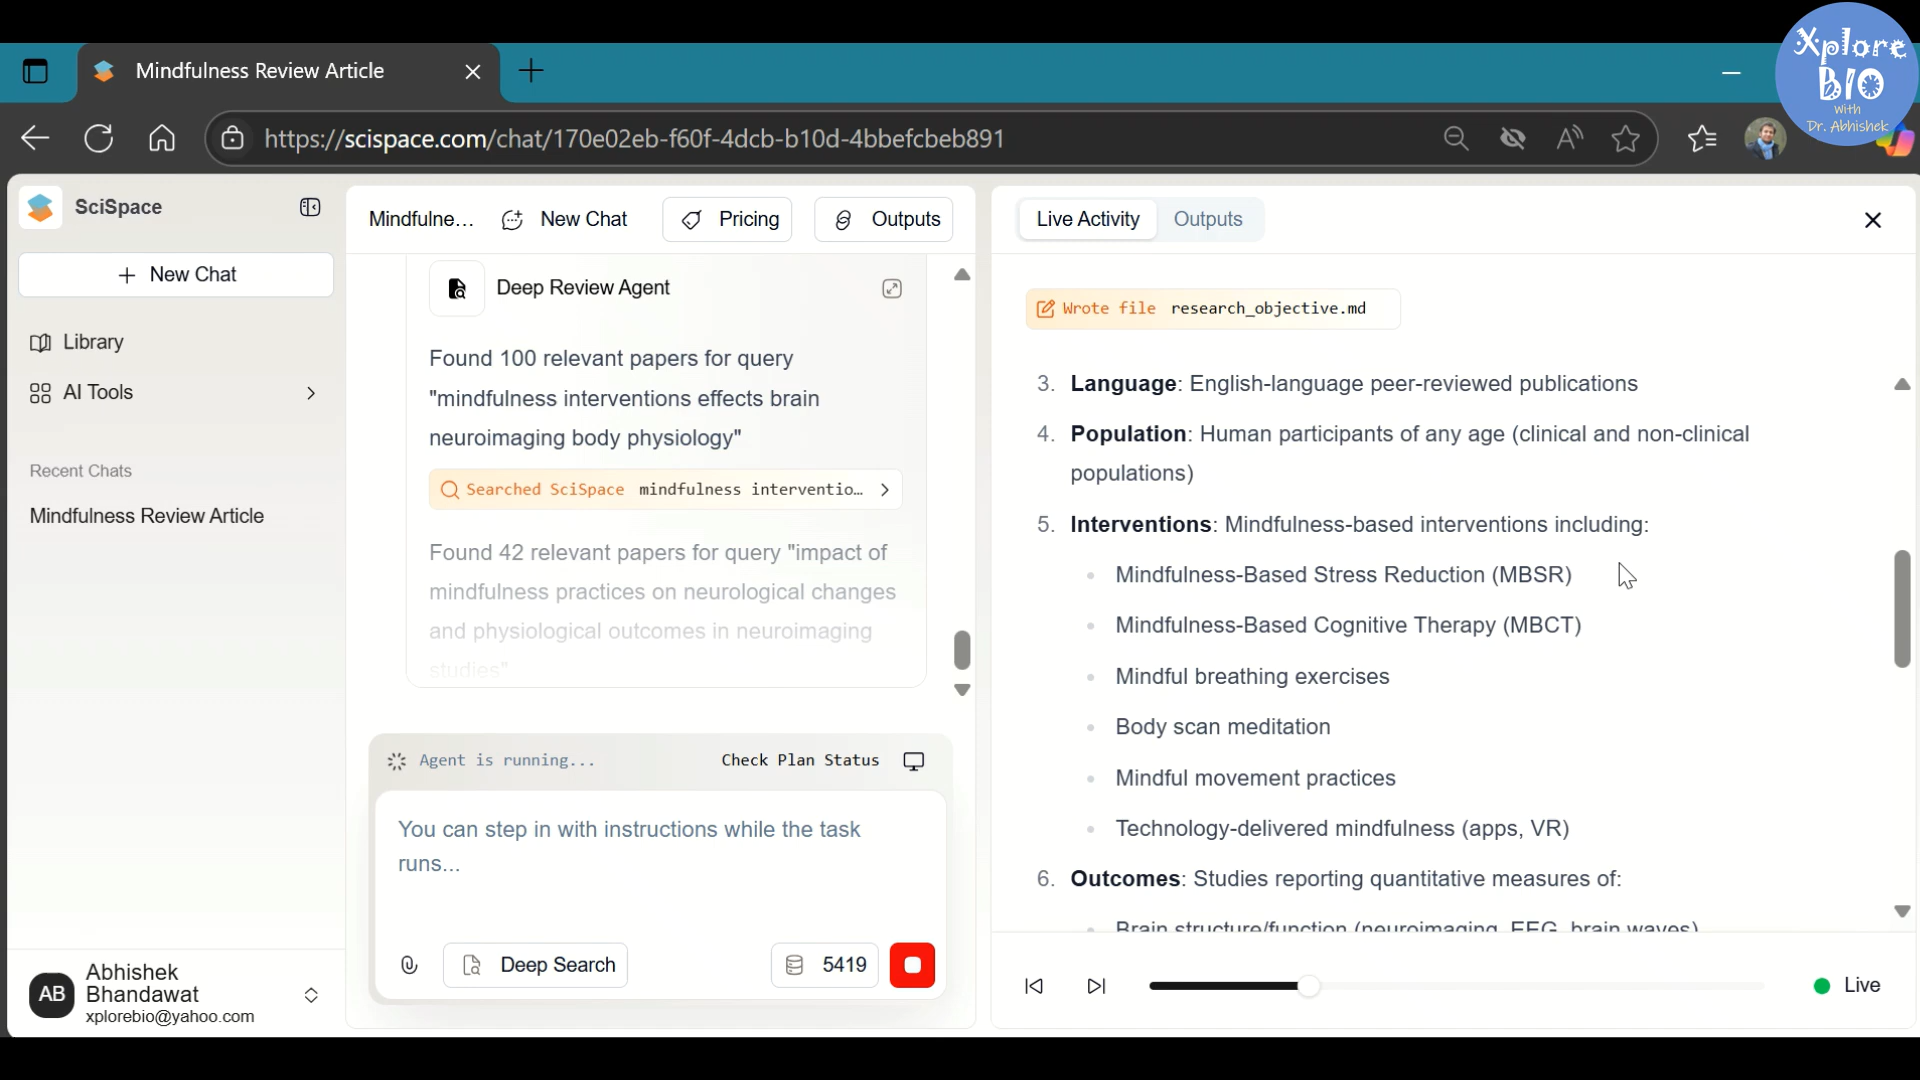 Xplore
BIO
With
Dr. Abhishek
Mindfulness Review Article
https://scispace.com/chat/170e02eb-f60f-4dcb-b10d-4bbefcbeb891
SciSpace
New Chat
Library
AI Tools
Recent Chats
Mindfulness Review Article
AB
Abhishek
Bhandawat
xplorebio@yahoo.com
Mindfulne...
New Chat
Pricing
Outputs
Deep Review Agent
Found 100 relevant papers for query
"mindfulness interventions effects brain
neuroimaging body physiology"
Searched SciSpace mindfulness interventio…
Found 42 relevant papers for query "impact of
mindfulness practices on neurological changes
and physiological outcomes in neuroimaging
studies"
Agent is running...
Check Plan Status
You can step in with instructions while the task
runs...
Deep Search
5419
Live Activity
Outputs
Wrote file research_objective.md
3. Language: English-language peer-reviewed publications
4. Population: Human participants of any age (clinical and non-clinical
populations)
5. Interventions: Mindfulness-based interventions including:
Mindfulness-Based Stress Reduction (MBSR)
Mindfulness-Based Cognitive Therapy (MBCT)
Mindful breathing exercises
Body scan meditation
Mindful movement practices
Technology-delivered mindfulness (apps, VR)
6. Outcomes: Studies reporting quantitative measures of:
Brain structure/function (neuroimaging, EEG, brain waves)
Live